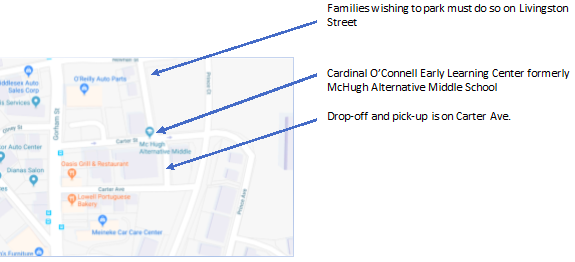 Families wishing to park must do so on Livingston
Street
Cardinal O'Connell Early Learning Center formerly
McHugh Alternative Middle School
Drop-off and pick-up is on Carter Ave.
O'Reilly Auto Parts
ddlesex Auto
Sales Corp
ls Services
Gorham St
Carter St
Mc Hugh
Alternative Middle
or Auto Center
Dianas Salon
Grill & Restaurant
Carter Ave
Lowell Portuguese
Bakery
Prince Ave
Meineke Car Care Center
n's Furniture